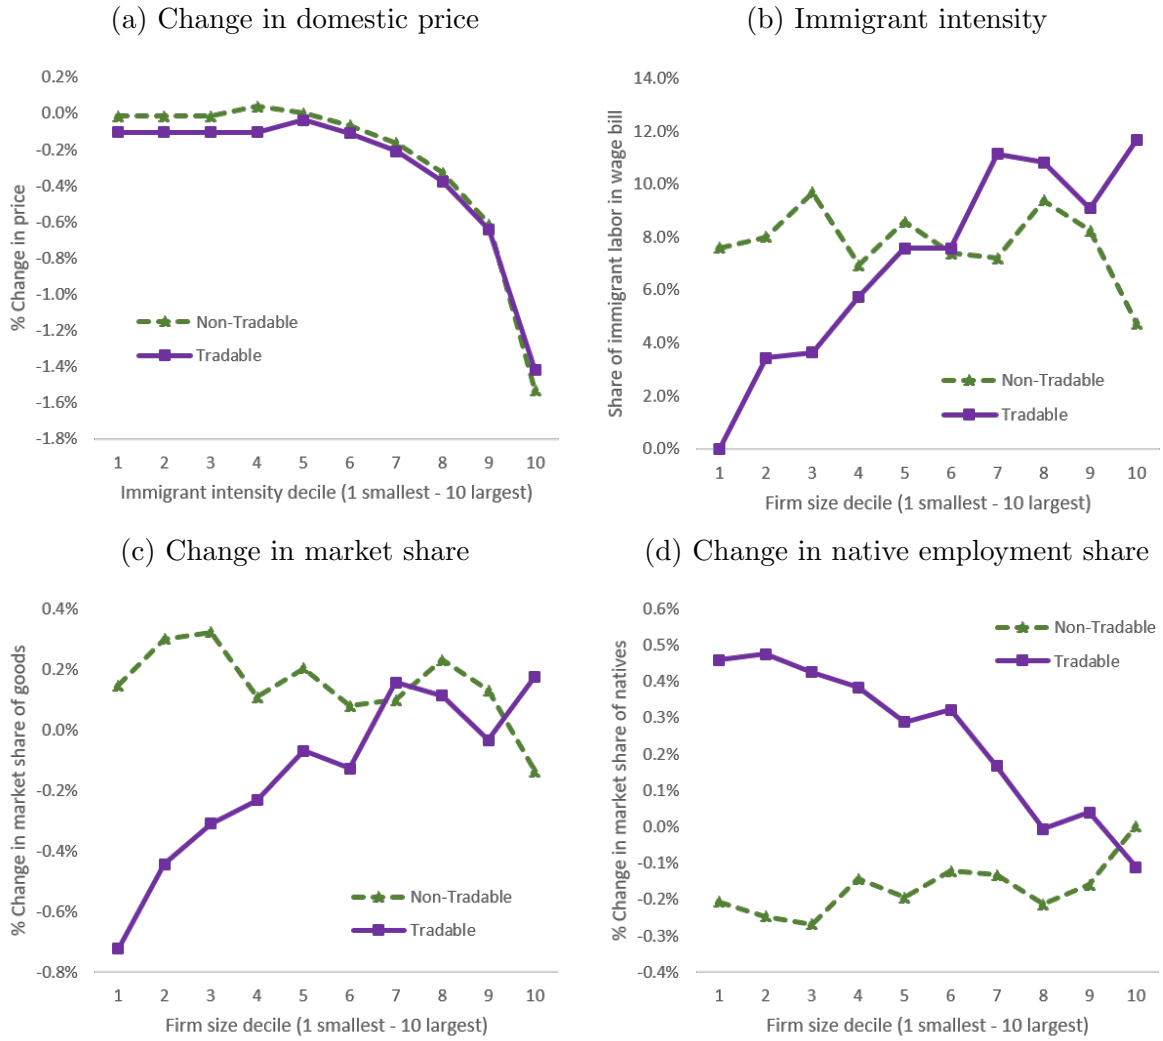 (a) Change in domestic price
% Change in price
0.2%
0.0%
-0.2%
-0.4%
-0.6%
-0.8%
-1.0%
-1.2%
-1.4%
-1.6%
-1.8%
Non-Tradable
Tradable
1 2 3 4 5 6 7 8 9 10
Immigrant intensity decile (1 smallest - 10 largest)
(b) Immigrant intensity
Share of immigrant labor in wage bill
14.0%
12.0%
10.0%
8.0%
6.0%
4.0%
2.0%
0.0%
Non-Tradable
Tradable
1 2 3 4 5 6 7 8 9 10
Firm size decile (1 smallest - 10 largest)
(c) Change in market share
% Change in market share of goods
0.4%
0.2%
0.0%
-0.2%
-0.4%
-0.6%
-0.8%
Non-Tradable
Tradable
1 2 3 4 5 6 7 8 9 10
Firm size decile (1 smallest - 10 largest)
(d) Change in native employment share
% Change in market share of natives
0.6%
0.5%
0.4%
0.3%
0.2%
0.1%
0.0%
-0.1%
-0.2%
-0.3%
-0.4%
Non-Tradable
Tradable
1 2 3 4 5 6 7 8 9 10
Firm size decile (1 smallest - 10 largest)